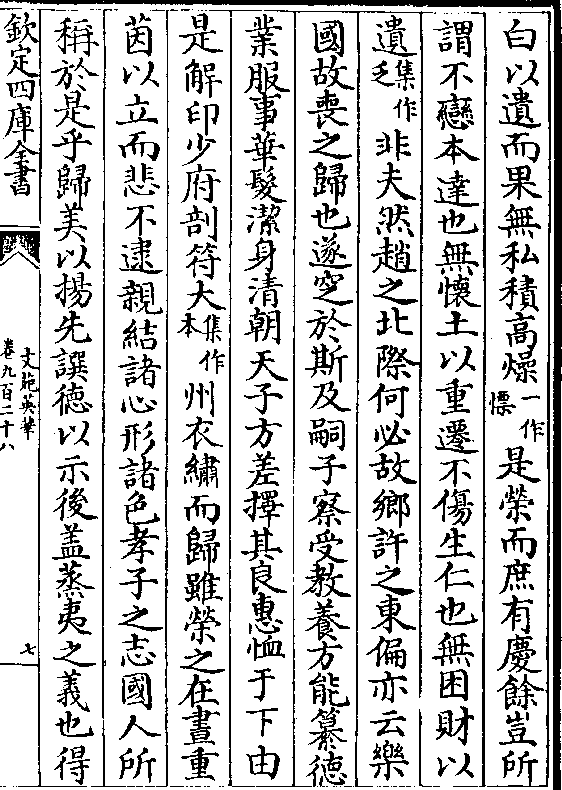 白以遺而果無私積高燥一作㦗是榮而庶有慶餘豈所
謂不戀本達也無懷土以重遷不傷生仁也無困財以
遺集作乏非夫然趙之北際何必故鄉許之東偏亦云樂
國故喪之歸也遂窆於斯及嗣子察受教養方能纂徳
業服事華髮潔身清朝天子方差擇其良惠恤于下由
是解印少府剖符大集作本州衣繡而歸雖榮之在晝重
茵以立而悲不逮親結諸心形諸色孝子之志國人所
稱於是乎歸美以揚先譔徳以示後盖蒸夷之義也得
欽定四庫全書
文苑英華
卷九百二十八
七